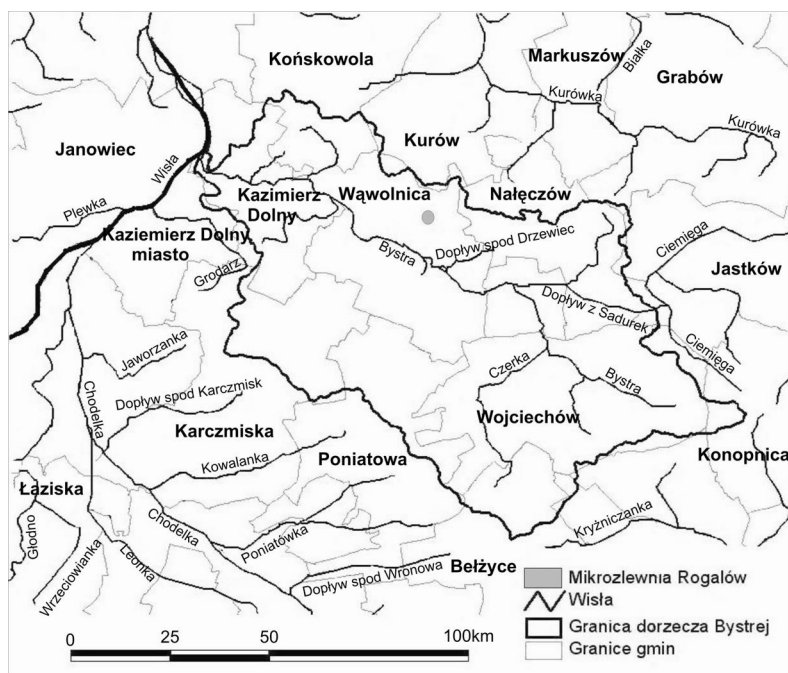 Końskowola
Markuszów
Białka
Grabów
Kurówka
Kurówka
Kurów
Janowiec
Wisła
Plewka
Kazimierz
Dolny
Wąwolnica
Nałęczów
Kaziemierz Dolny
miasto
Grodarz
Bystra
Dopływ spod Drzewiec
Ciemięga
Jastków
Dopływ z Sadurek
Ciemięga
Jaworzanka
Czerka
Bystra
Chodelka
Dopływ spod Karczmisk
Karczmiska
Wojciechów
Kowalanka
Poniatowa
Konopnica
Łaziska
Głodno
Chodelka
Kryżniczanka
Wrzeciowianka
Leonka
Poniatówka
Dopływ spod Wronowa
Bełżyce
Mikrozlewnia Rogalów
Wisła
Granica dorzecza Bystrej
Granice gmin
0 25 50 100km